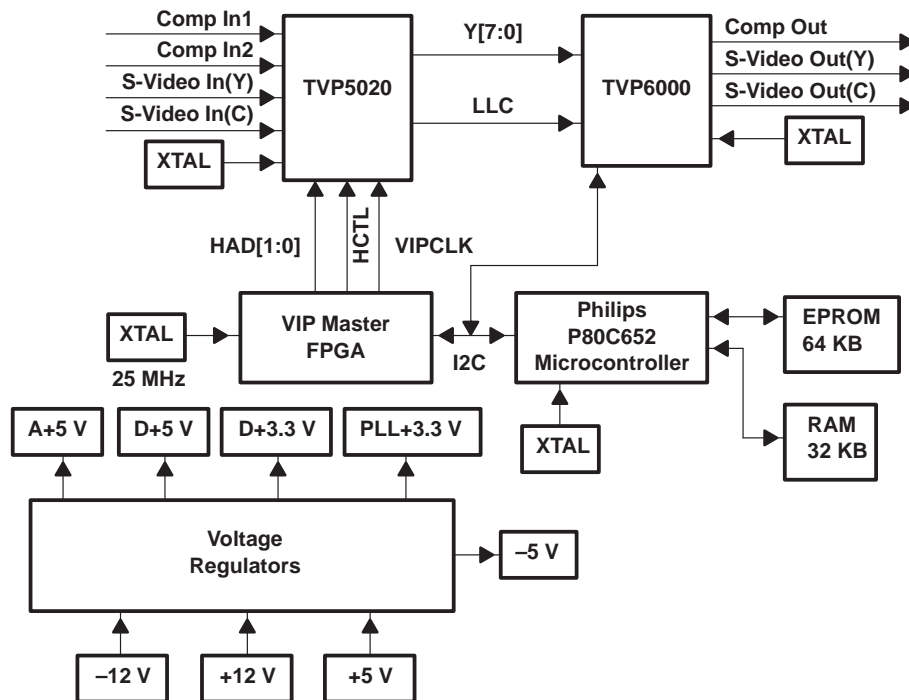 Comp In1
Comp In2
S-Video In(Y)
S-Video In(C)
XTAL
TVP5020
Y[7:0]
LLC
TVP6000
Comp Out
S-Video Out(Y)
S-Video Out(C)
XTAL
HAD[1:0]
HCTL
VIPCLK
XTAL
25 MHz
VIP Master
FPGA
I2C
Philips
P80C652
Microcontroller
EPROM
64 KB
XTAL
RAM
32 KB
A+5 V
D+5 V
D+3.3 V
PLL+3.3 V
Voltage
Regulators
–5 V
–12 V
+12 V
+5 V